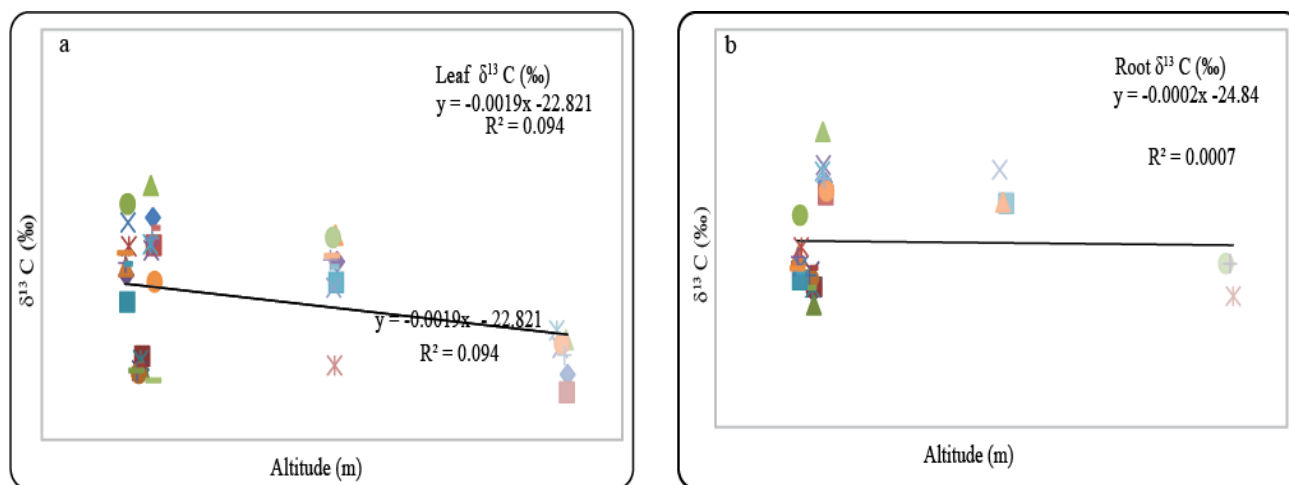 a
Leaf δ¹³ C (‰)
y = -0.0019x -22.821
R² = 0.094
δ¹³ C (‰)
y = -0.0019x - 22.821
R² = 0.094
Altitude (m)
b
Root δ¹³ C (‰)
y = -0.0002x -24.84
R² = 0.0007
δ¹³ C (‰)
Altitude (m)